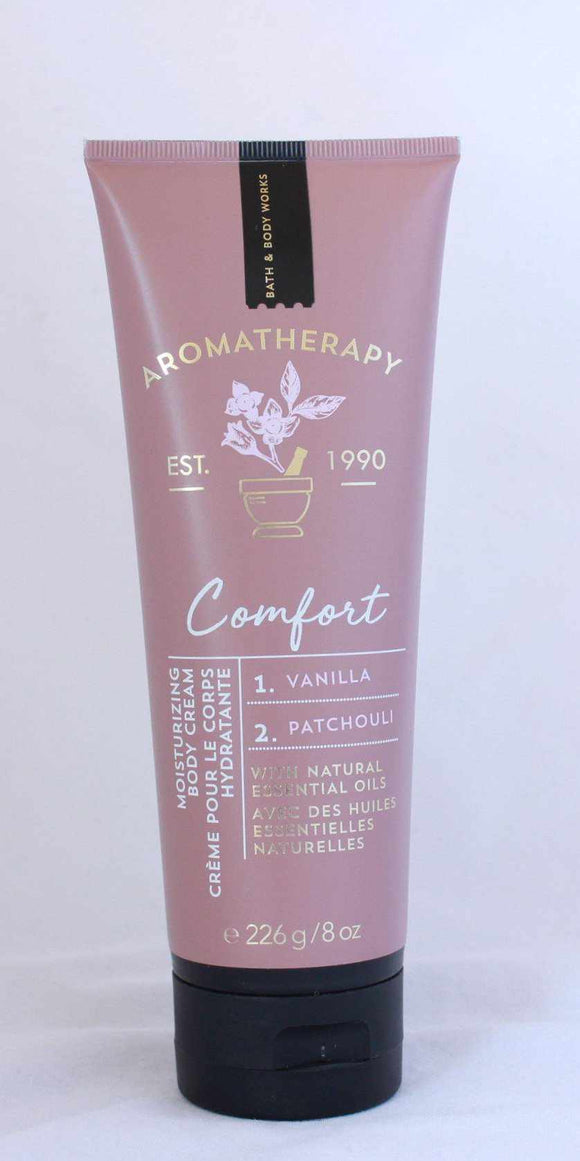 BATH & BODY WORKS
AROMATHERAPY
EST. 1990
Comfort
MOISTURIZING
BODY CREAM
CRÈME POUR LE CORPS
HYDRATANTE
1. VANILLA
2. PATCHOULI
WITH NATURAL
ESSENTIAL OILS
AVEC DES HUILES
ESSENTIELLES
NATURELLES
℮ 226 g/8 oz